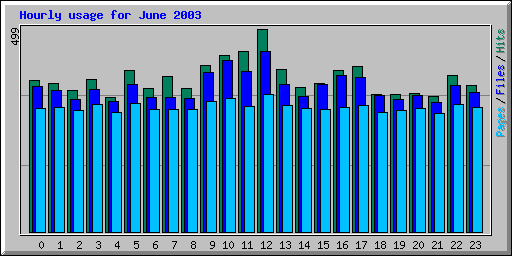 Hourly usage for June 2003
499
Pages / Files / Hits
0 1 2 3 4 5 6 7 8 9 10 11 12 13 14 15 16 17 18 19 20 21 22 23